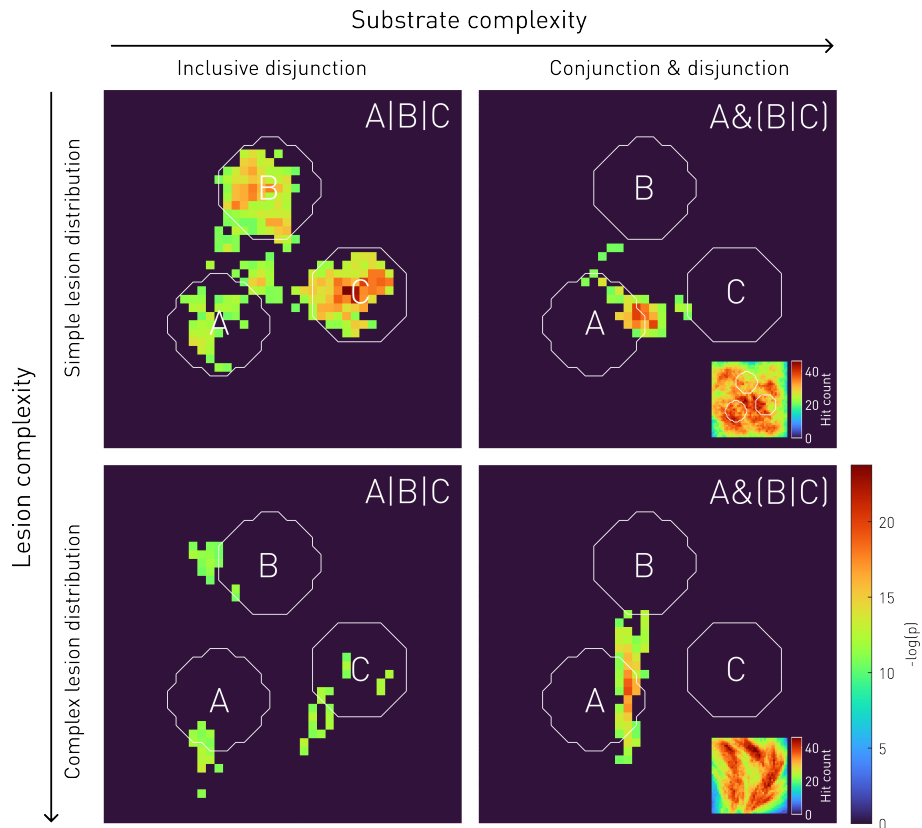 Substrate complexity
Inclusive disjunction
Conjunction & disjunction
Lesion complexity
Simple lesion distribution
A|B|C
B
A
C
A&(B|C)
B
A
C
40
20
0
Hit count
Complex lesion distribution
A|B|C
B
A
C
A&(B|C)
B
A
C
40
20
0
Hit count
20
15
10
5
0
-log(p)